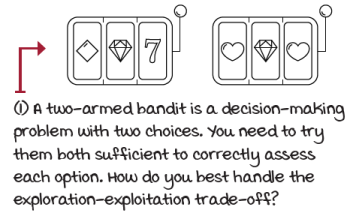 7
(1) A two-armed bandit is a decision-making
problem with two choices. You need to try
them both sufficient to correctly assess
each option. How do you best handle the
exploration-exploitation trade-off?